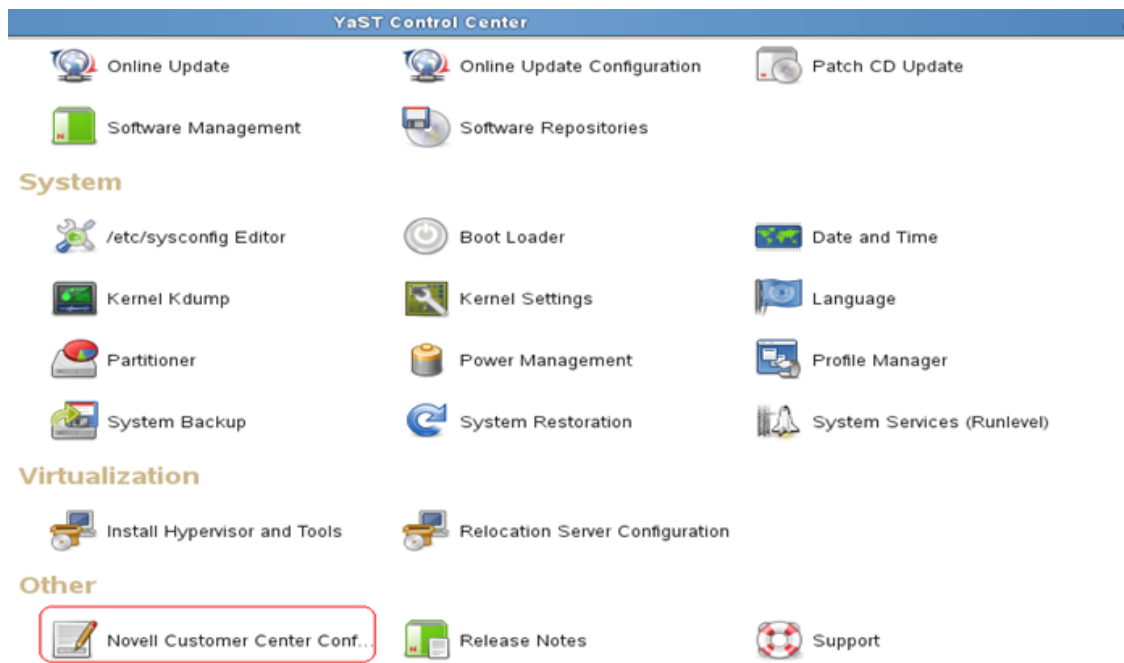 YaST Control Center
Online Update
Online Update Configuration
Patch CD Update
Software Management
Software Repositories
System
/etc/sysconfig Editor
Boot Loader
Date and Time
Kernel Kdump
Kernel Settings
Language
Partitioner
Power Management
Profile Manager
System Backup
System Restoration
System Services (Runlevel)
Virtualization
Install Hypervisor and Tools
Relocation Server Configuration
Other
Novell Customer Center Conf...
Release Notes
Support